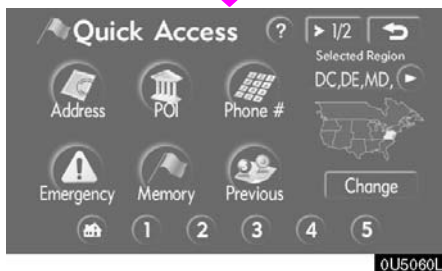 Quick Access ? > 1/2
Selected Region
DC,DE,MD,
Address POI Phone #
Emergency Memory Previous
Change
1 2 3 4 5
0U5060L